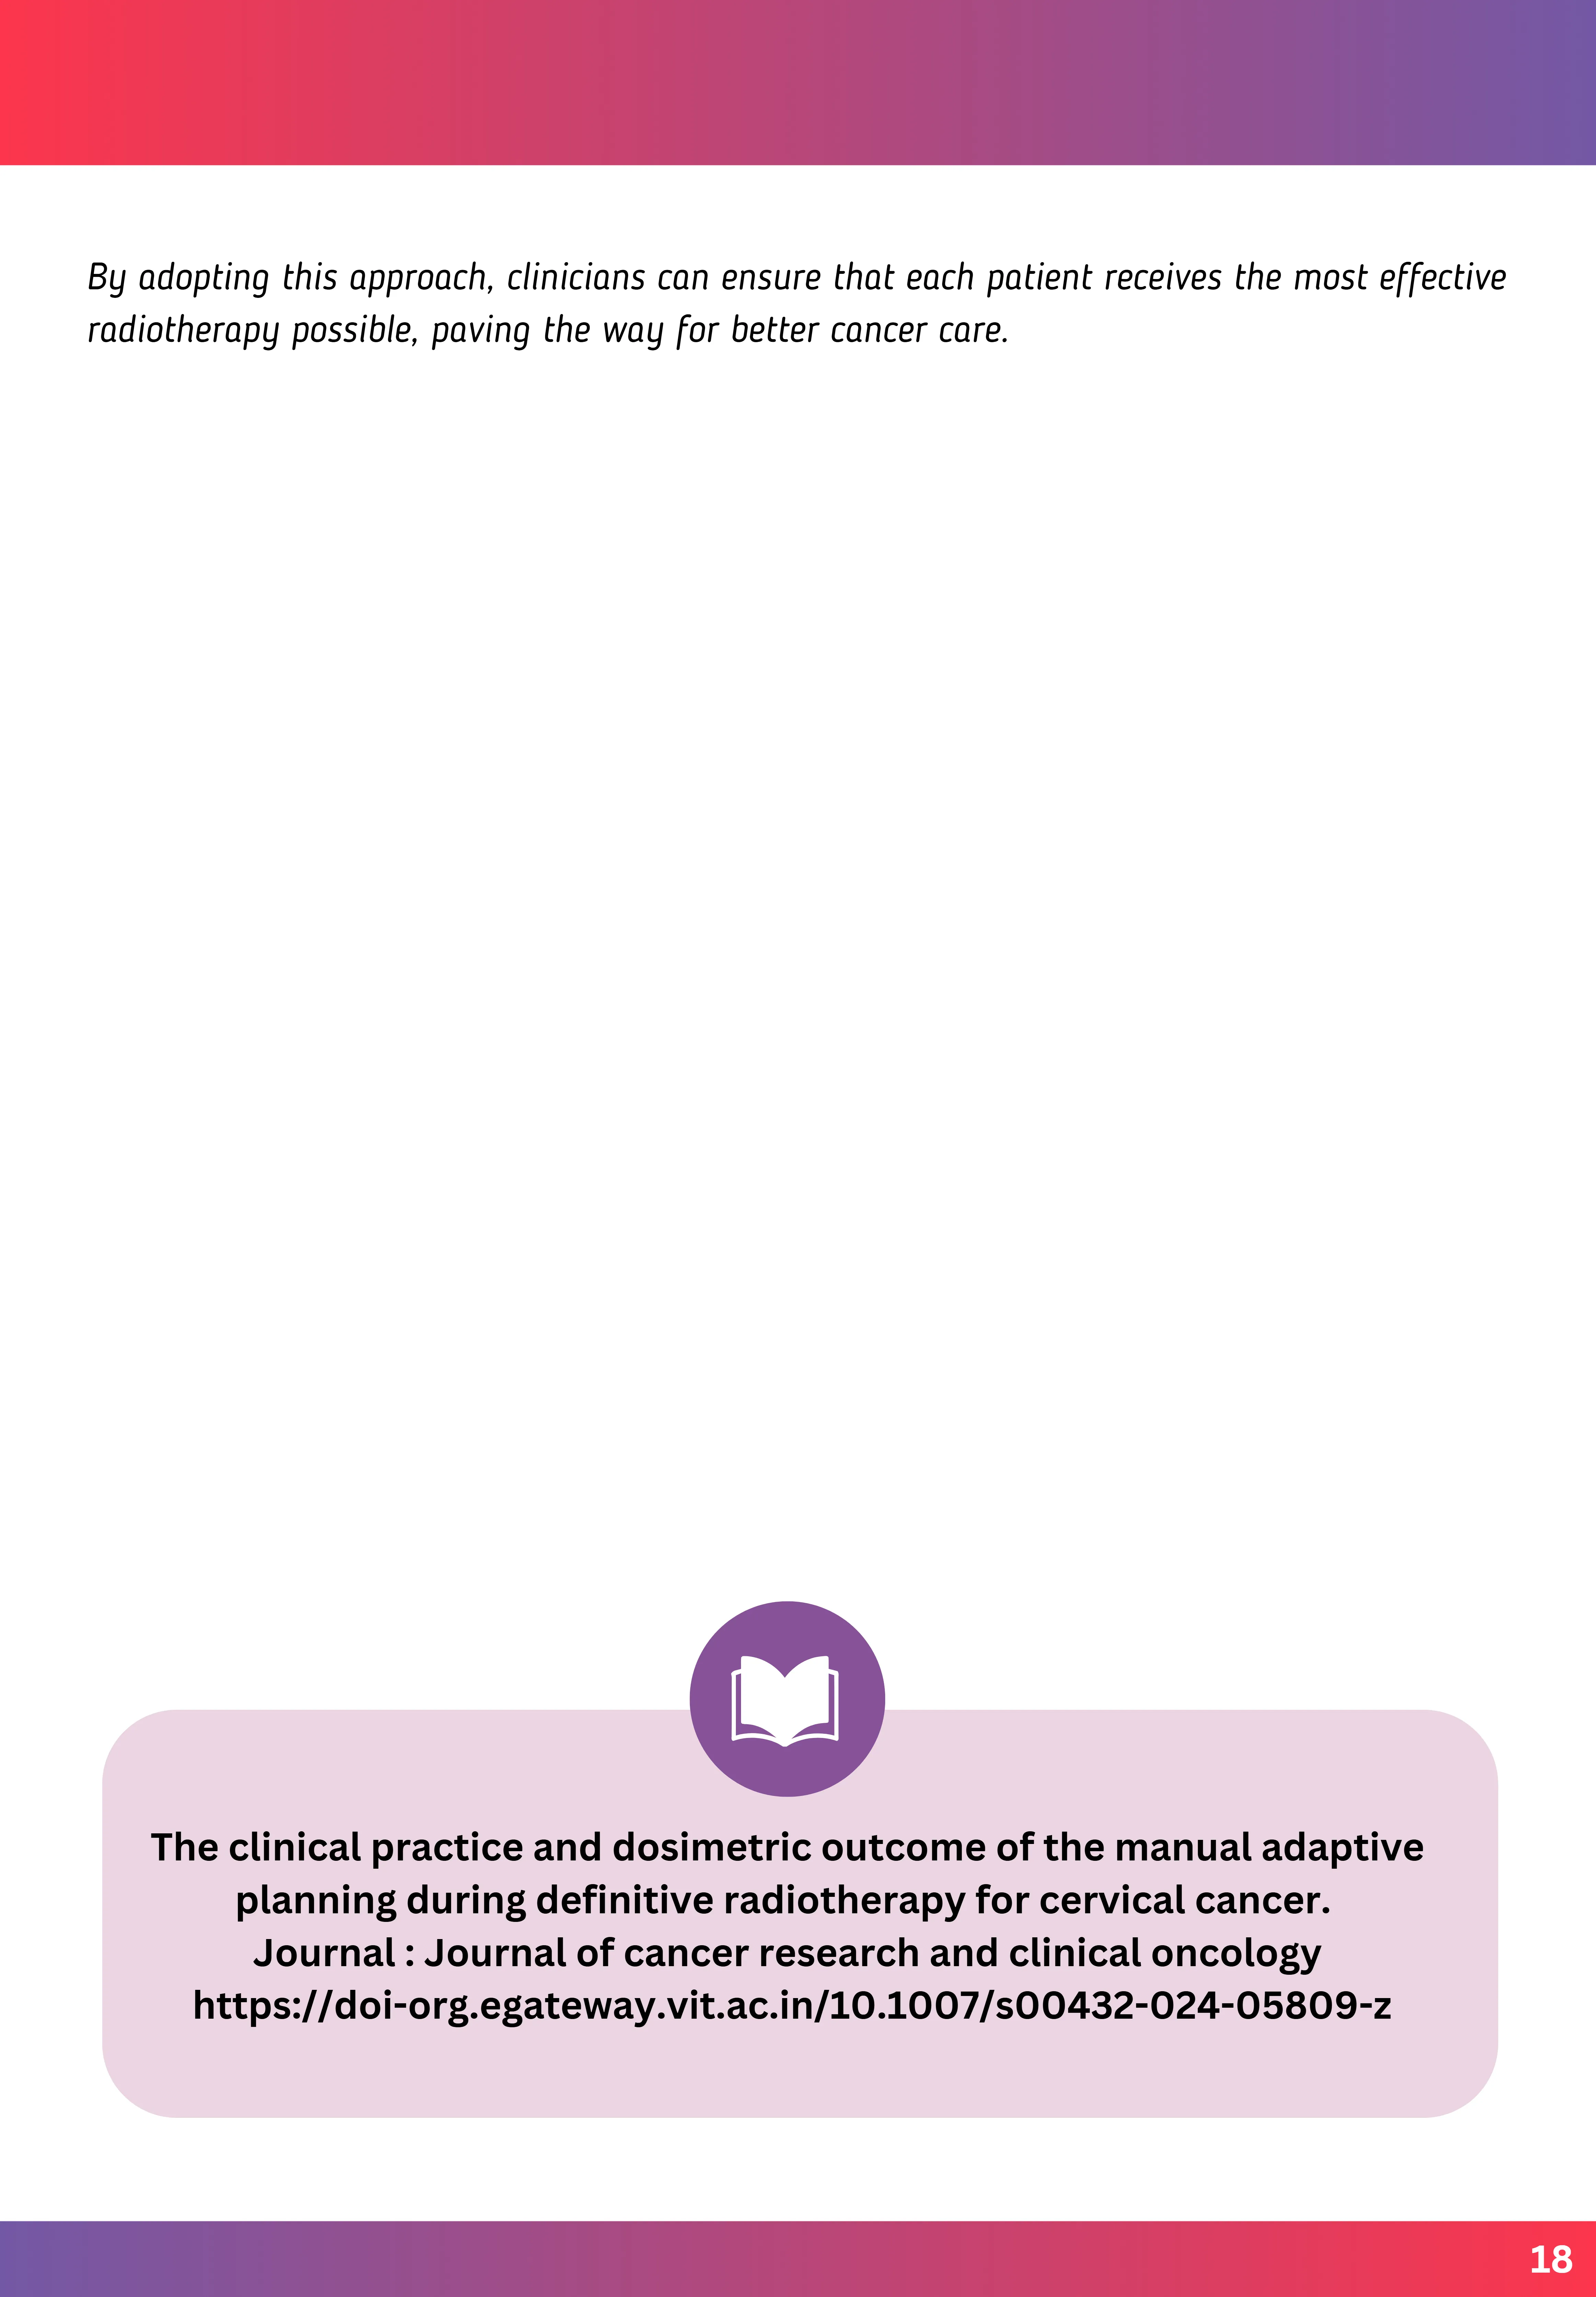 By adopting this approach, clinicians can ensure that each patient receives the most effective
radiotherapy possible, paving the way for better cancer care.
The clinical practice and dosimetric outcome of the manual adaptive
planning during definitive radiotherapy for cervical cancer.
Journal : Journal of cancer research and clinical oncology
https://doi-org.egateway.vit.ac.in/10.1007/s00432-024-05809-z
18